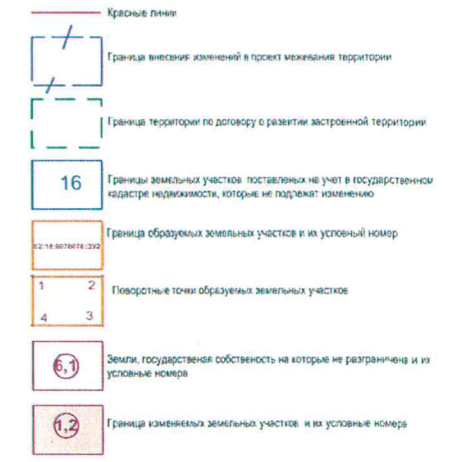 Красные линии
Граница внесения изменений в проект межевания территории
Граница территории по договору о развитии застроенной территории
16
Границы земельных участков поставленых на учет в государственном
кадастре недвижимости, которые не подлежат изменению
Граница образуемых земельных участков и их условный номер
1 2
Поворотные точки образуемых земельных участков
4 3
6,1
Земли, государственая собственость на которые не разграничена и их
условные номера
1,2
Граница изменяемых земельных участков и их условные номера